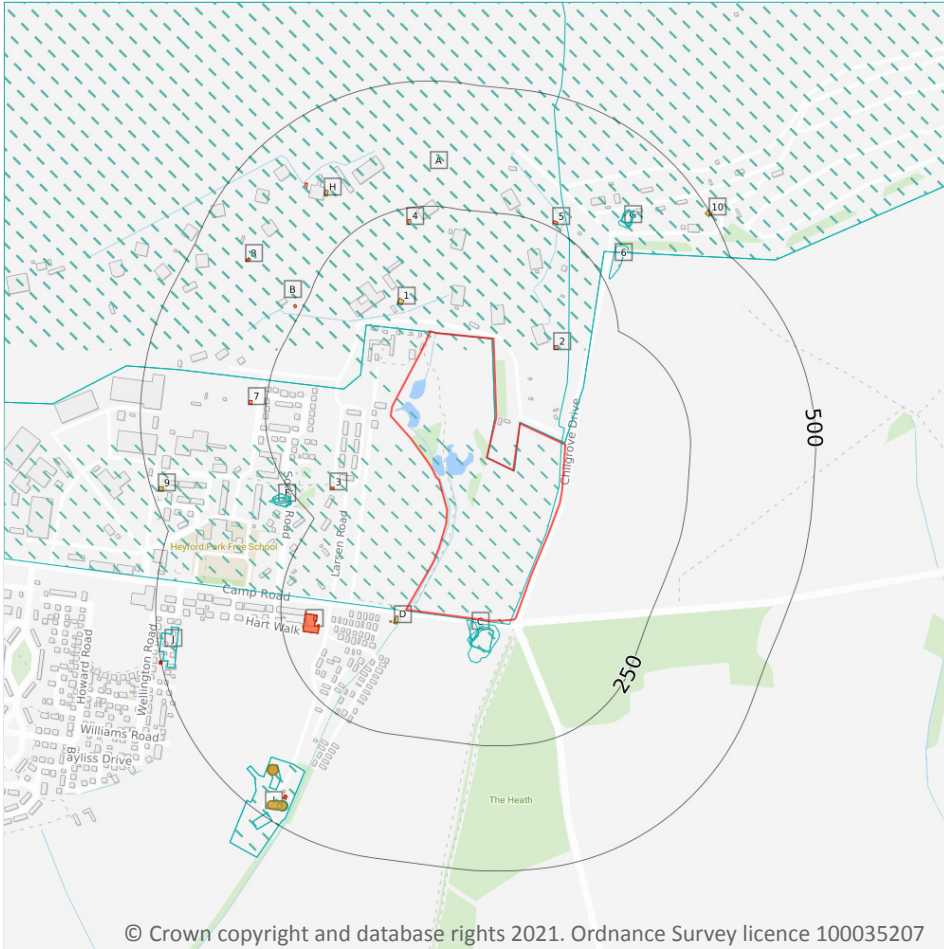 A
H
4
5
10
6
B
1
2
7
500
Chilgrove Drive
9
3
Road
Larsen Road
Heyford Park Free School
Camp Road
D
C
Hart Walk
J
Howard Road
Wellington Road
250
Williams Road
Bayliss Drive
The Heath
© Crown copyright and database rights 2021. Ordnance Survey licence 100035207